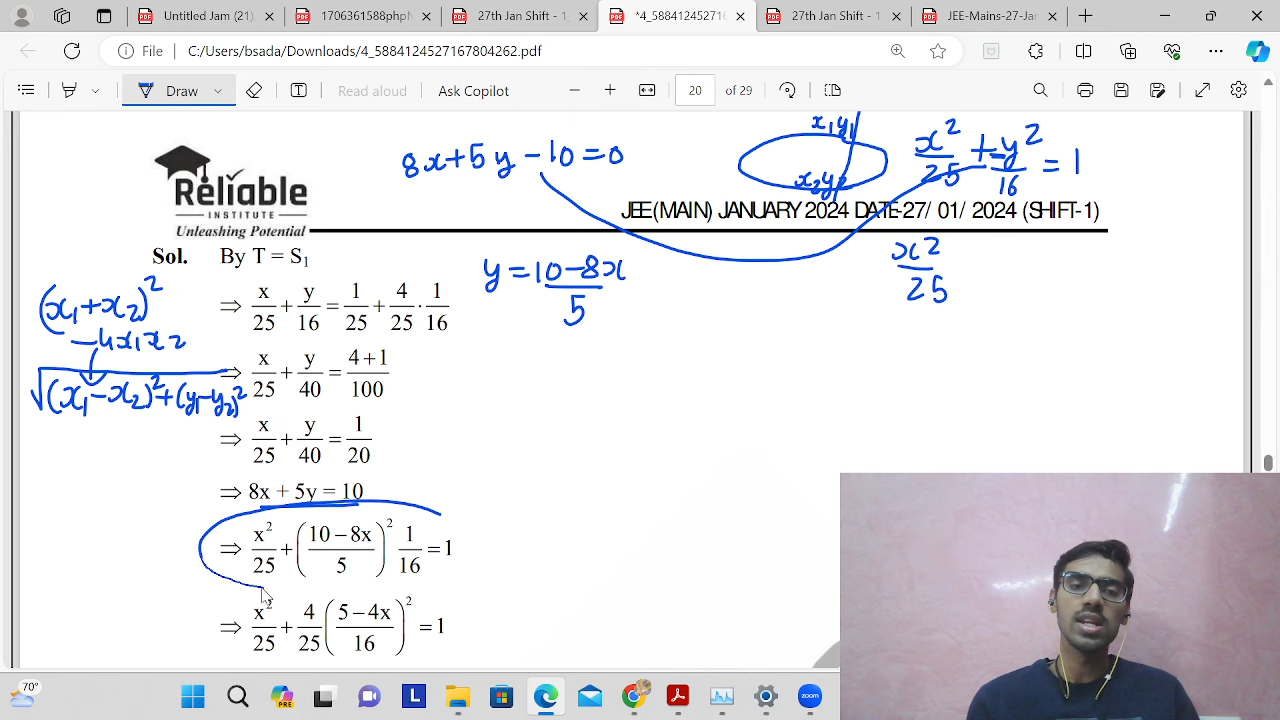 Untitled Jam (21)
1706361588phpN
27th Jan Shift - 1_
*4_588412452716
27th Jan Shift - 1
JEE-Mains-27-Jan
File C:/Users/bsada/Downloads/4_5884124527167804262.pdf
Draw Read aloud Ask Copilot 20 of 29
8x+5y-10=0
x₁y₁
x₂y₂
x²/25 + y²/16 = 1
Reliable
INSTITUTE
Unleashing Potential
JEE(MAIN) JANUARY 2024 DATE-27/ 01/ 2024 (SHIFT-1)
Sol. By T = S₁
y = 10-8x/5
x²/25
(x₁+x₂)²
-4x₁x₂
√(x₁-x₂)²+(y₁-y₂)²
⇒ x/25 + y/16 = 1/25 + 4/25 · 1/16
⇒ x/25 + y/40 = 4+1/100
⇒ x/25 + y/40 = 1/20
⇒ 8x + 5y = 10
⇒ x²/25 + (10-8x/5)² 1/16 = 1
⇒ x²/25 + 4/25 (5-4x/16)² = 1
70°
PRE
zoom